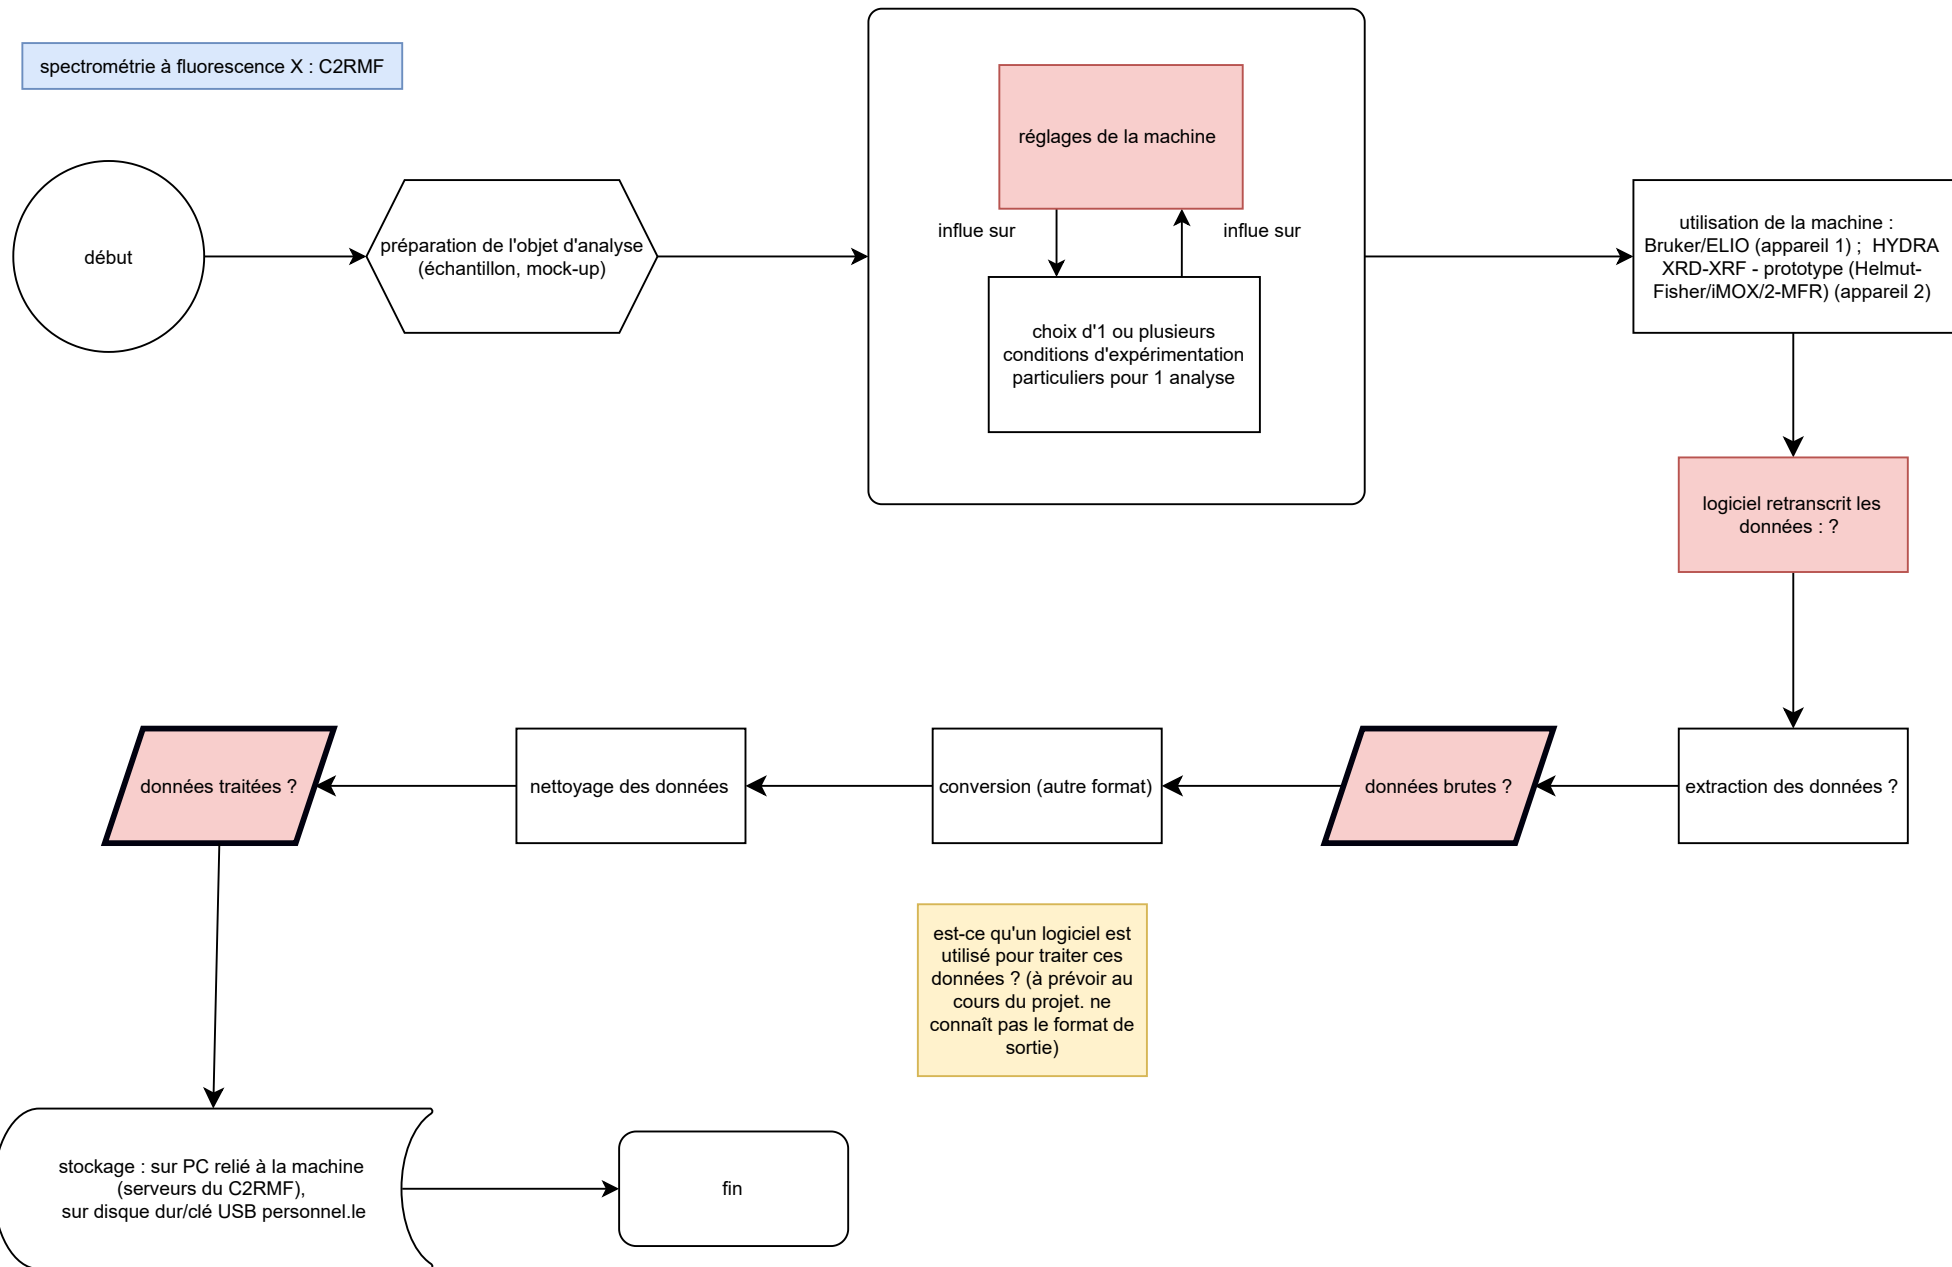 spectrométrie à fluorescence X : C2RMF
début
préparation de l'objet d'analyse
(échantillon, mock-up)
réglages de la machine
influe sur
influe sur
choix d'1 ou plusieurs
conditions d'expérimentation
particuliers pour 1 analyse
utilisation de la machine :
Bruker/ELIO (appareil 1) ; HYDRA
XRD-XRF - prototype (Helmut-
Fisher/iMOX/2-MFR) (appareil 2)
logiciel retranscrit les
données : ?
extraction des données ?
données brutes ?
conversion (autre format)
nettoyage des données
données traitées ?
est-ce qu'un logiciel est
utilisé pour traiter ces
données ? (à prévoir au
cours du projet. ne
connaît pas le format de
sortie)
stockage : sur PC relié à la machine
(serveurs du C2RMF),
sur disque dur/clé USB personnel.le
fin